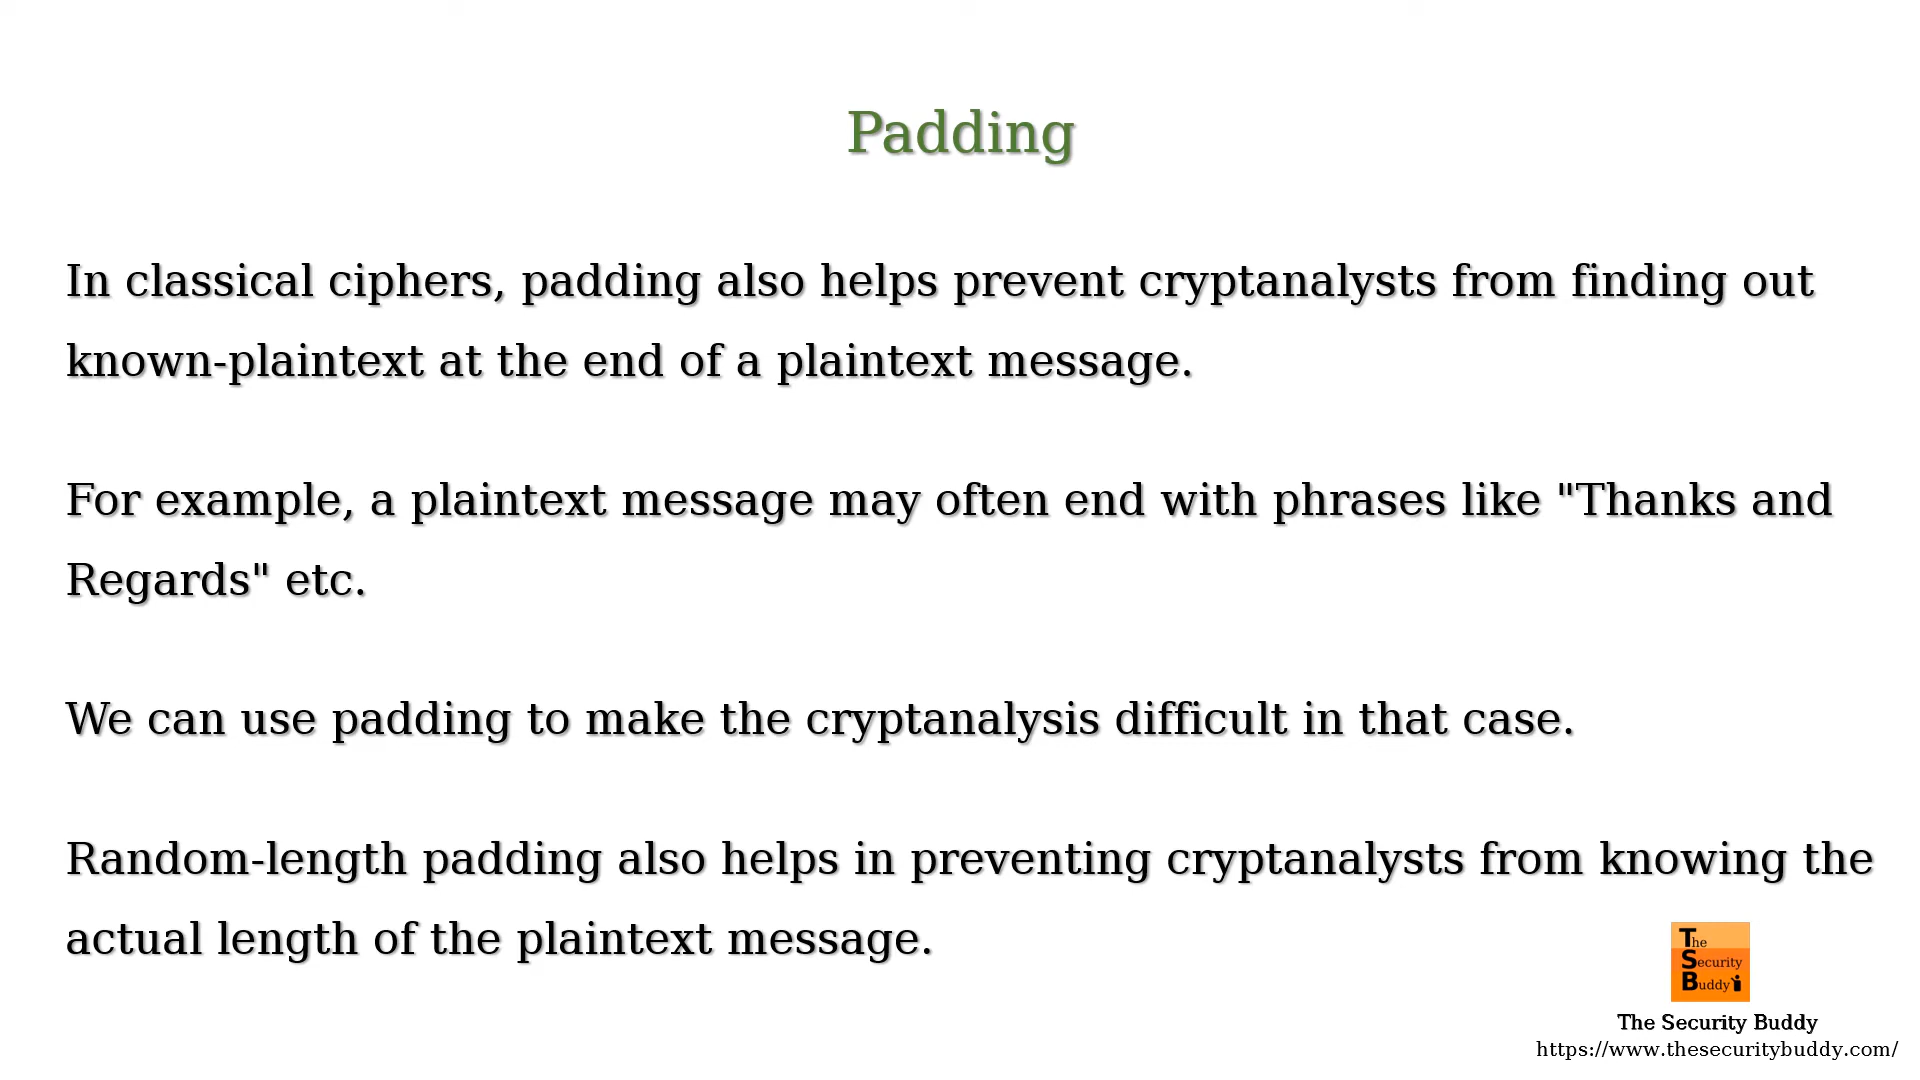 Padding
In classical ciphers, padding also helps prevent cryptanalysts from finding out
known-plaintext at the end of a plaintext message.
For example, a plaintext message may often end with phrases like "Thanks and
Regards" etc.
We can use padding to make the cryptanalysis difficult in that case.
Random-length padding also helps in preventing cryptanalysts from knowing the
actual length of the plaintext message.
The
Security
Buddy
The Security Buddy
https://www.thesecuritybuddy.com/